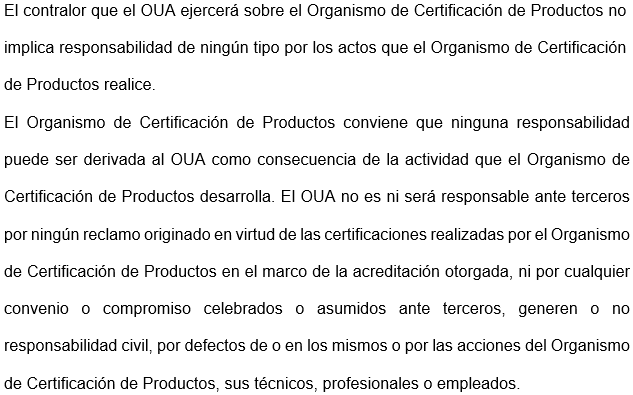 El contralor que el OUA ejercerá sobre el Organismo de Certificación de Productos no
implica responsabilidad de ningún tipo por los actos que el Organismo de Certificación
de Productos realice.
El Organismo de Certificación de Productos conviene que ninguna responsabilidad
puede ser derivada al OUA como consecuencia de la actividad que el Organismo de
Certificación de Productos desarrolla. El OUA no es ni será responsable ante terceros
por ningún reclamo originado en virtud de las certificaciones realizadas por el Organismo
de Certificación de Productos en el marco de la acreditación otorgada, ni por cualquier
convenio o compromiso celebrados o asumidos ante terceros, generen o no
responsabilidad civil, por defectos de o en los mismos o por las acciones del Organismo
de Certificación de Productos, sus técnicos, profesionales o empleados.